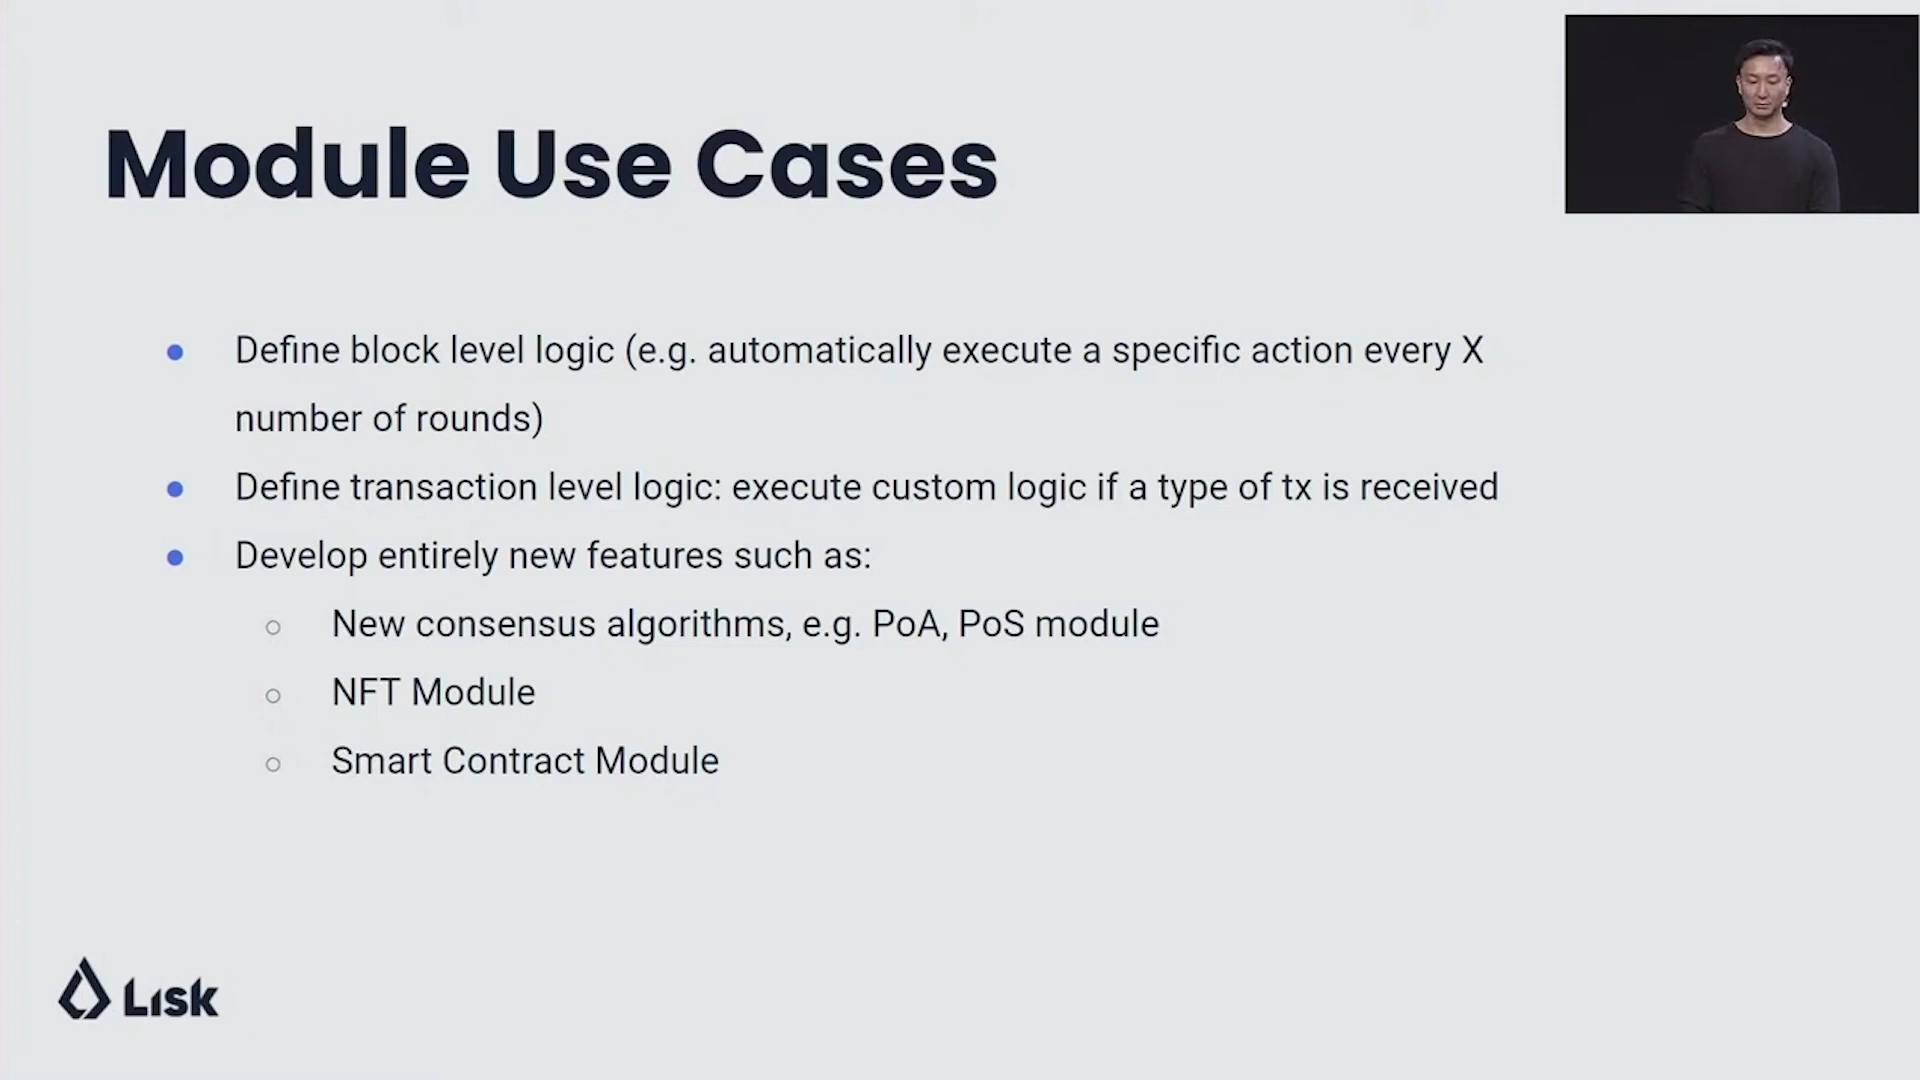 Module Use Cases
● Define block level logic (e.g. automatically execute a specific action every X
number of rounds)
● Define transaction level logic: execute custom logic if a type of tx is received
● Develop entirely new features such as:
○ New consensus algorithms, e.g. PoA, PoS module
○ NFT Module
○ Smart Contract Module
Lisk